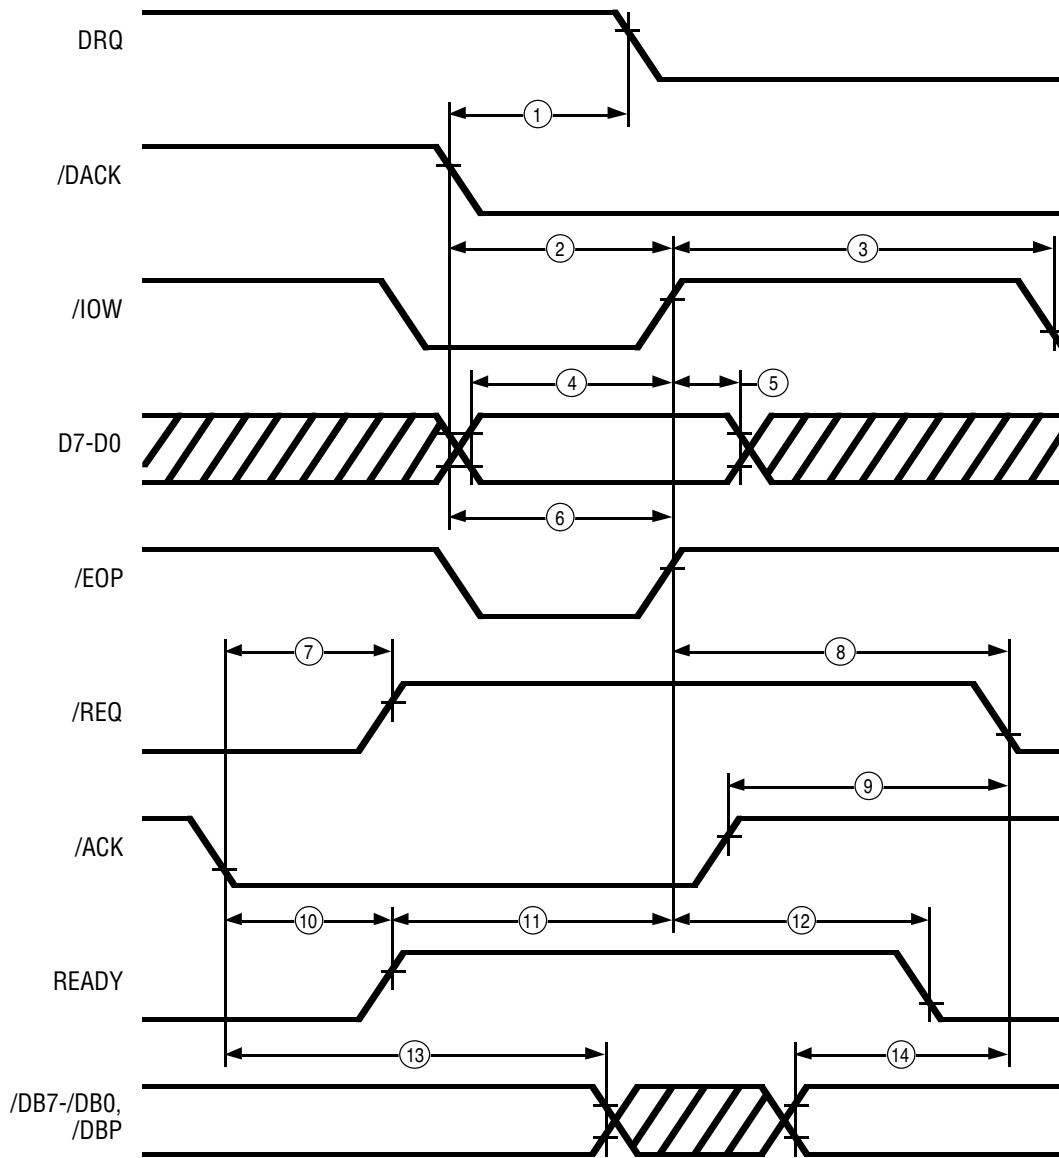 DRQ
1
/DACK
2
3
/IOW
4
5
D7-D0
6
/EOP
7
8
/REQ
9
/ACK
10
11
12
READY
13
14
/DB7-/DB0,
/DBP